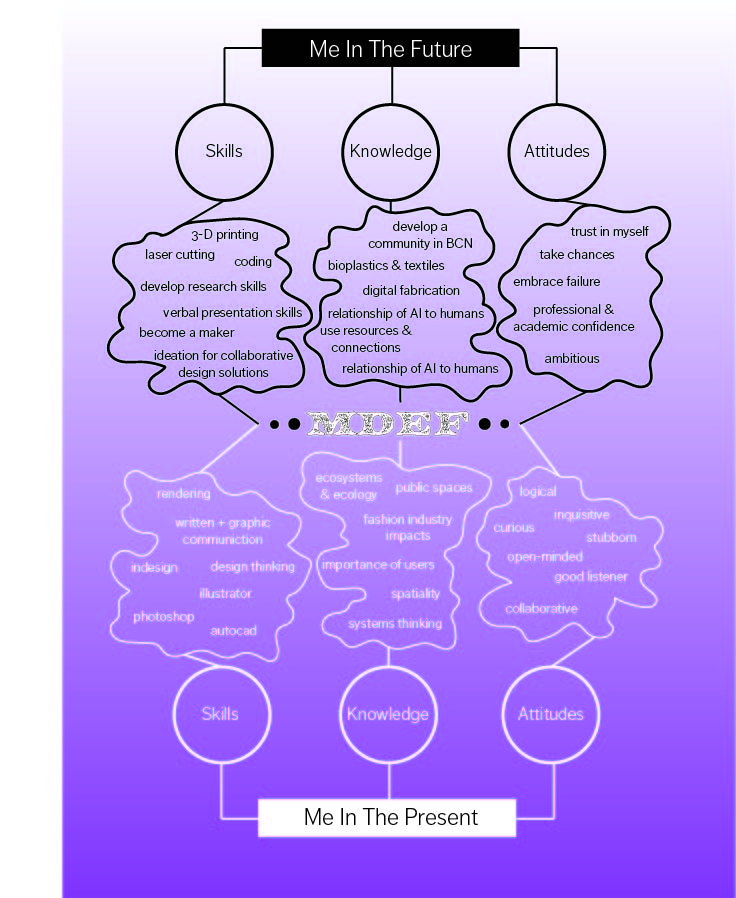 Me In The Future
Skills
Knowledge
Attitudes
3-D printing
laser cutting
coding
develop research skills
verbal presentation skills
become a maker
ideation for collaborative
design solutions
develop a
community in BCN
bioplastics & textiles
digital fabrication
relationship of AI to humans
use resources &
connections
relationship of AI to humans
trust in myself
take chances
embrace failure
professional &
academic confidence
ambitious
MDEF
rendering
written + graphic
communiction
indesign
design thinking
illustrator
photoshop
autocad
ecosystems
& ecology
public spaces
fashion industry
impacts
importance of users
spatiality
systems thinking
logical
inquisitive
curious
stubborn
open-minded
good listener
collaborative
Skills
Knowledge
Attitudes
Me In The Present